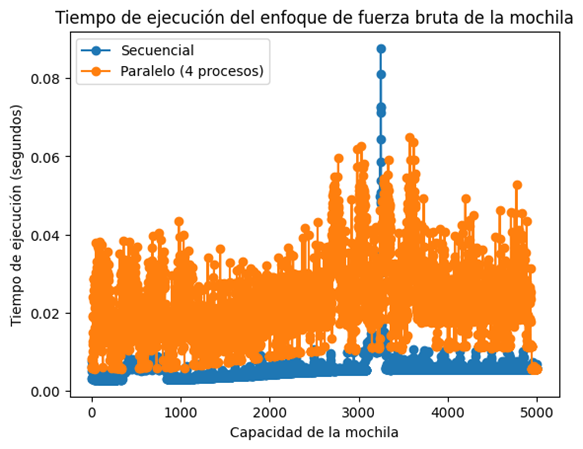 Tiempo de ejecución del enfoque de fuerza bruta de la mochila
Secuencial
Paralelo (4 procesos)
Tiempo de ejecución (segundos)
0.08
0.06
0.04
0.02
0.00
0
1000
2000
3000
4000
5000
Capacidad de la mochila